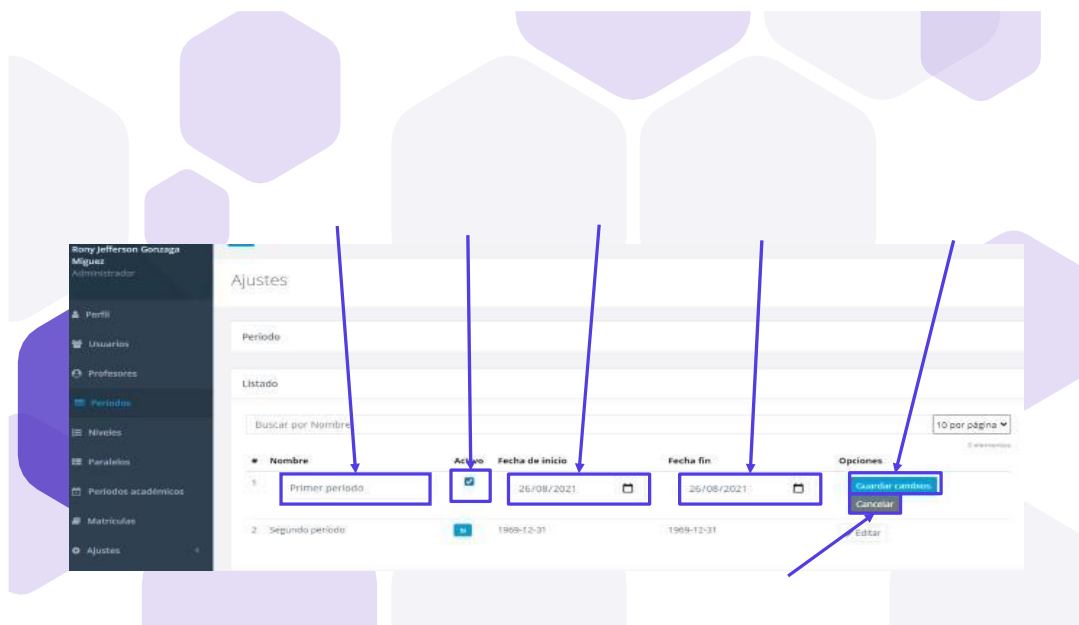 Rony Jefferson Gonzaga
Miguez
Administrador
Perfil
Usuarios
Profesores
Periodos
Niveles
Paralelos
Periodos académicos
Matrículas
Ajustes
Ajustes
Periodo
Listado
Buscar por Nombre
10 por página
elementos
# Nombre Activo Fecha de inicio Fecha fin Opciones
1 Primer periodo 26/08/2021 26/08/2021 Guardar cambios
Cancelar
2 Segundo periodo 1969-12-31 1969-12-31 Editar